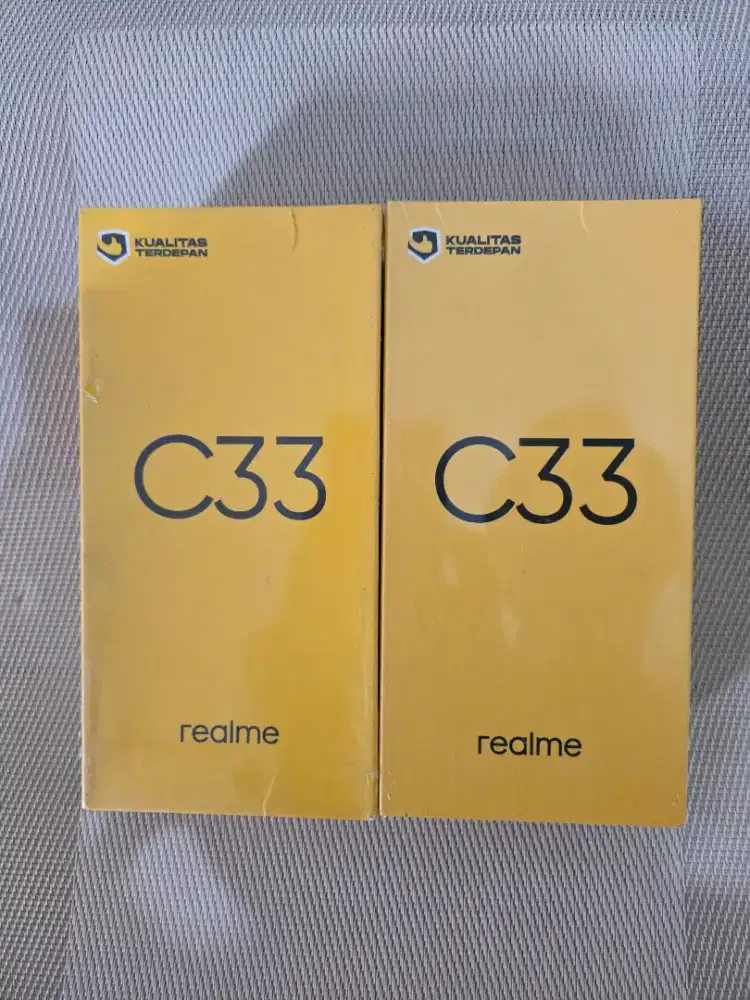 KUALITAS
TERDEPAN
C33
realme
KUALITAS
TERDEPAN
C33
realme